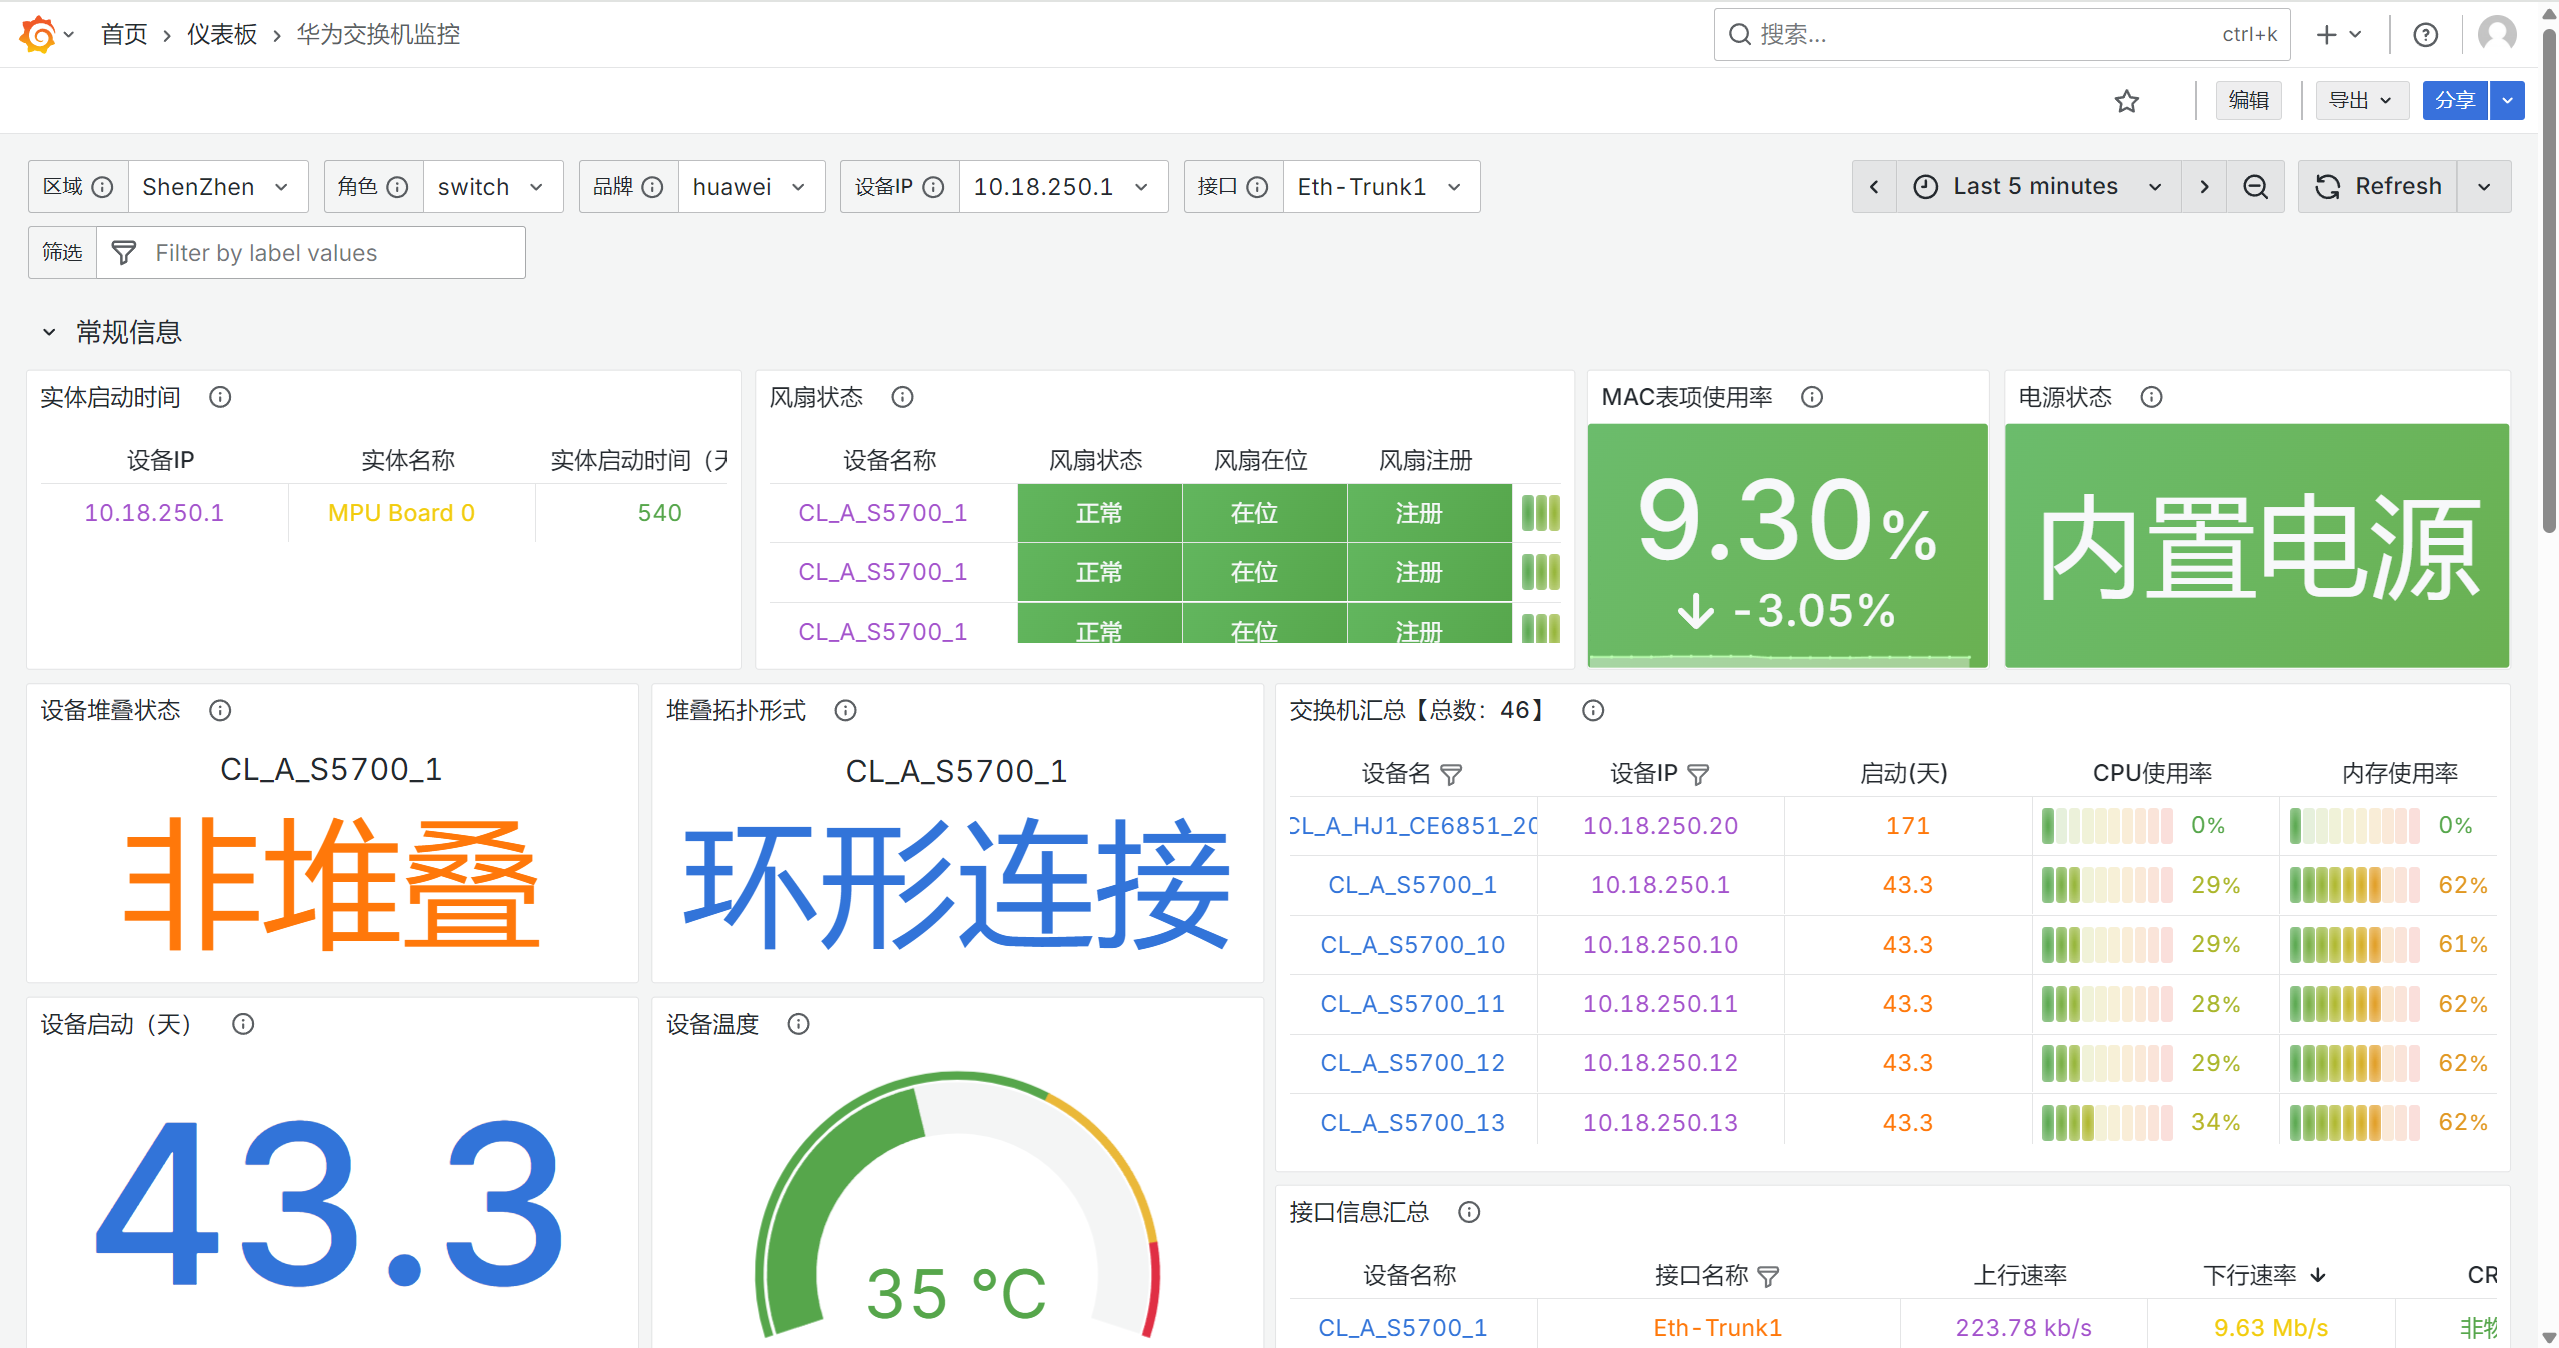 首页 › 仪表板 › 华为交换机监控
搜索... ctrl+k
编辑 导出 分享
区域 ShenZhen 角色 switch 品牌 huawei 设备IP 10.18.250.1 接口 Eth-Trunk1 Last 5 minutes Refresh
筛选 Filter by label values
常规信息
实体启动时间
设备IP 实体名称 实体启动时间（天
10.18.250.1 MPU Board 0 540
风扇状态
设备名称 风扇状态 风扇在位 风扇注册
CL_A_S5700_1 正常 在位 注册
CL_A_S5700_1 正常 在位 注册
CL_A_S5700_1 正常 在位 注册
MAC表项使用率
9.30%
-3.05%
电源状态
内置电源
设备堆叠状态
CL_A_S5700_1
非堆叠
堆叠拓扑形式
CL_A_S5700_1
环形连接
交换机汇总【总数：46】
设备名 设备IP 启动(天) CPU使用率 内存使用率
CL_A_HJ1_CE6851_20 10.18.250.20 171 0% 0%
CL_A_S5700_1 10.18.250.1 43.3 29% 62%
CL_A_S5700_10 10.18.250.10 43.3 29% 61%
CL_A_S5700_11 10.18.250.11 43.3 28% 62%
CL_A_S5700_12 10.18.250.12 43.3 29% 62%
CL_A_S5700_13 10.18.250.13 43.3 34% 62%
设备启动（天）
43.3
设备温度
35 °C
接口信息汇总
设备名称 接口名称 上行速率 下行速率 CR
CL_A_S5700_1 Eth-Trunk1 223.78 kb/s 9.63 Mb/s 非物